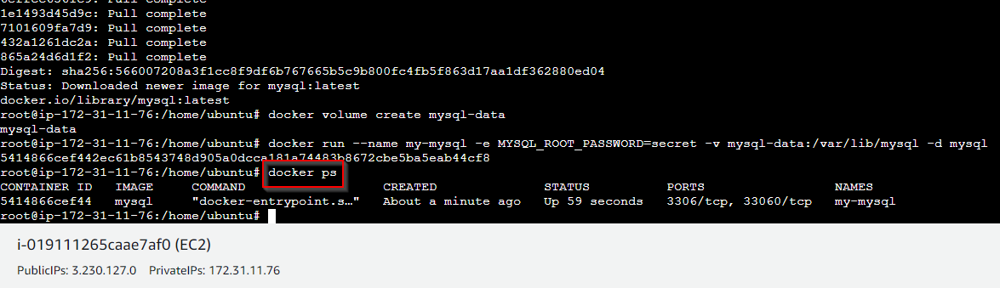 1e1493d45d9c: Pull complete
7101609fa7d9: Pull complete
432a1261dc2a: Pull complete
865a24d6d1f2: Pull complete
Digest: sha256:566007208a3f1cc8f9df6b767665b5c9b800fc4fb5f863d17aa1df362880ed04
Status: Downloaded newer image for mysql:latest
docker.io/library/mysql:latest
root@ip-172-31-11-76:/home/ubuntu# docker volume create mysql-data
mysql-data
root@ip-172-31-11-76:/home/ubuntu# docker run --name my-mysql -e MYSQL_ROOT_PASSWORD=secret -v mysql-data:/var/lib/mysql -d mysql
5414866cef442ec61b8543748d905a0dcca181a74483b8672cbe5ba5eab44cf8
root@ip-172-31-11-76:/home/ubuntu# docker ps
CONTAINER ID IMAGE COMMAND CREATED STATUS PORTS NAMES
5414866cef44 mysql "docker-entrypoint.s…" About a minute ago Up 59 seconds 3306/tcp, 33060/tcp my-mysql
root@ip-172-31-11-76:/home/ubuntu#
i-019111265caae7af0 (EC2)
PublicIPs: 3.230.127.0 PrivateIPs: 172.31.11.76